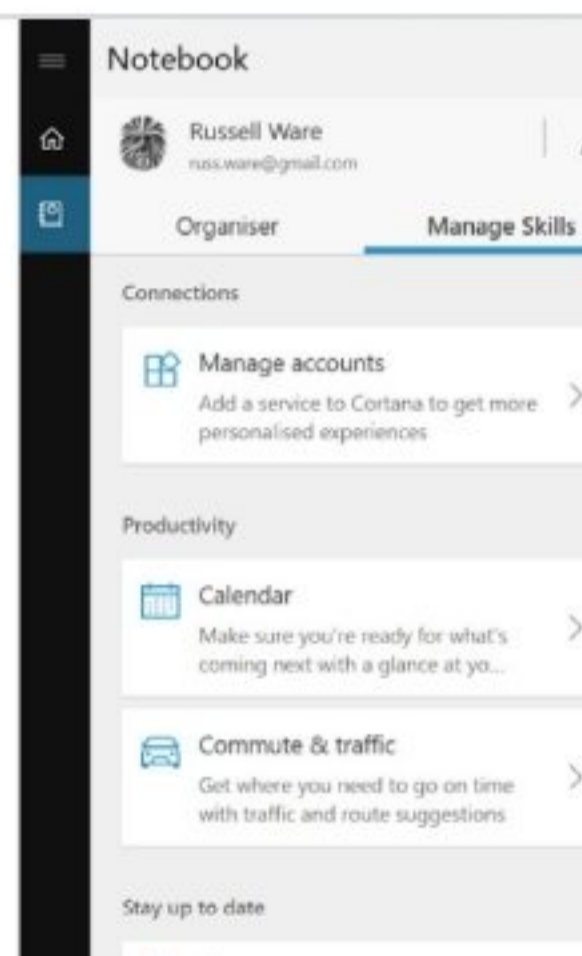 Notebook
Russell Ware
russ.ware@gmail.com
Organiser
Manage Skills
Connections
Manage accounts
Add a service to Cortana to get more
personalised experiences
Productivity
Calendar
Make sure you're ready for what's
coming next with a glance at yo...
Commute & traffic
Get where you need to go on time
with traffic and route suggestions
Stay up to date